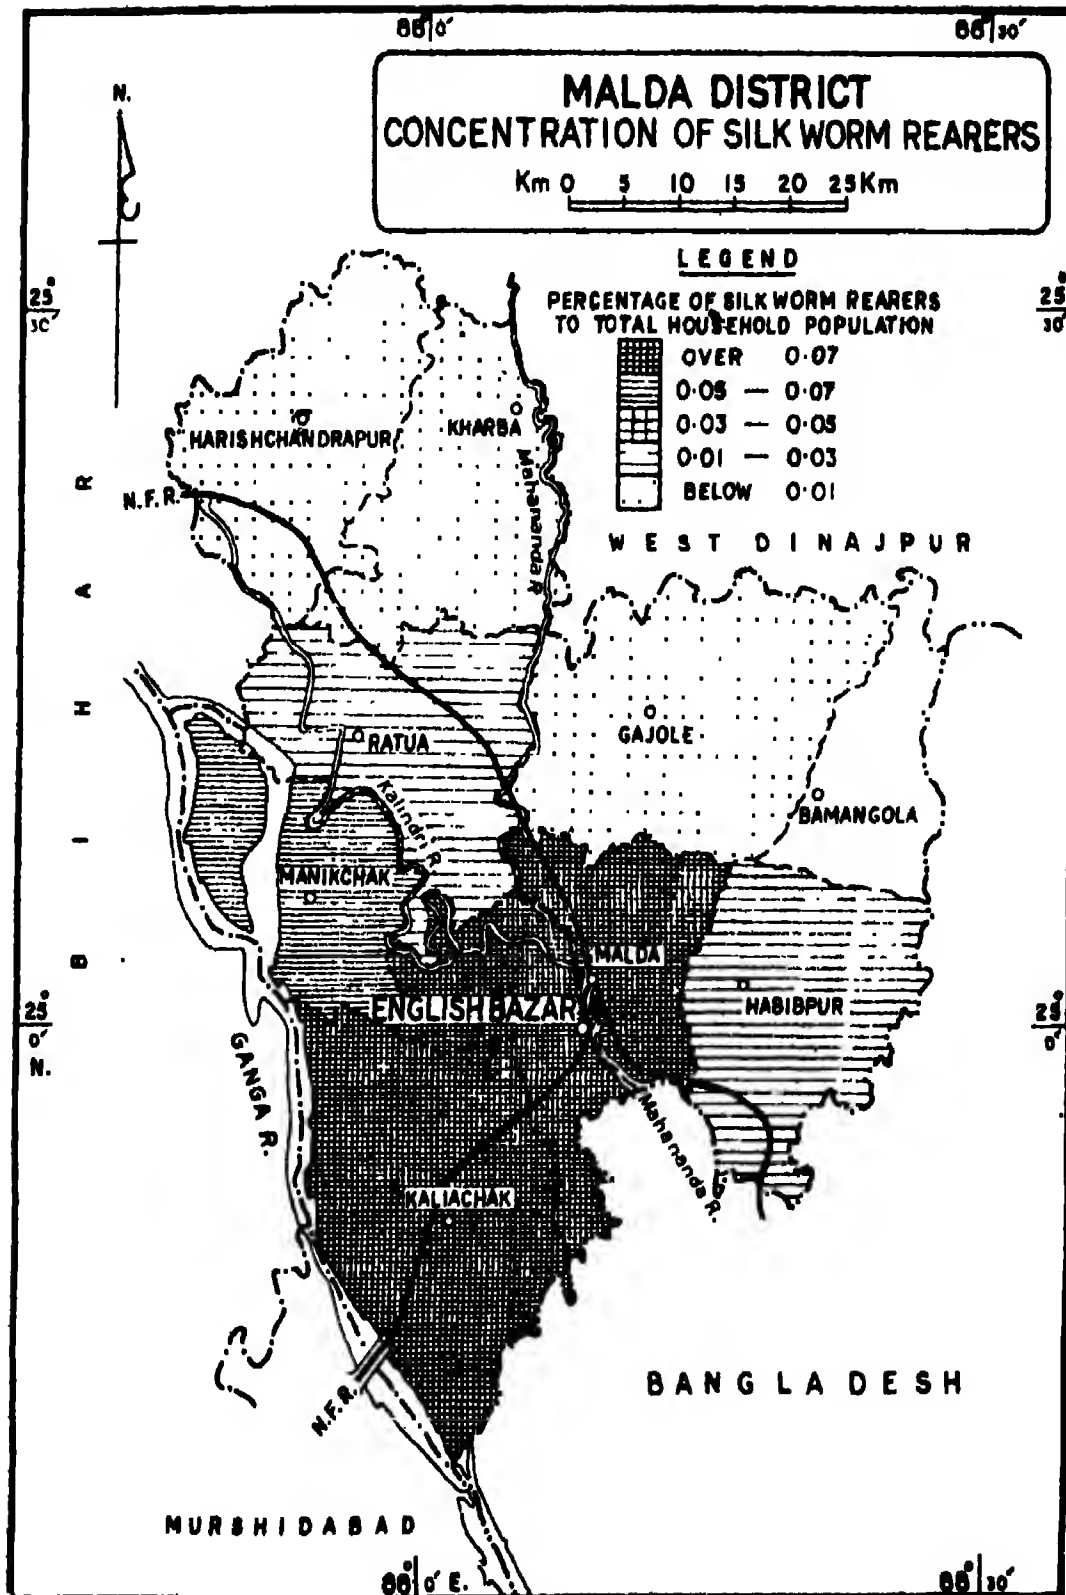 88°0'
88°30'
MALDA DISTRICT
CONCENTRATION OF SILK WORM REARERS
Km 0 5 10 15 20 25 Km
N.
LEGEND
PERCENTAGE OF SILK WORM REARERS
TO TOTAL HOUSEHOLD POPULATION
OVER 0·07
0·05 — 0·07
0·03 — 0·05
0·01 — 0·03
BELOW 0·01
25°
30'
25°
30'
HARISHCHANDRAPUR
KHARBA
Mahananda R
N.F.R.
WEST DINAJPUR
BIHAR
RATUA
GAJOLE
Kalindri R.
BAMANGOLA
MANIKCHAK
MALDA
ENGLISH BAZAR
HABIBPUR
25°
0'
N.
25°
0'
GANGA R.
Mahananda R.
KALIACHAK
BANGLADESH
N.F.R.
MURSHIDABAD
88°0' E.
88°30'